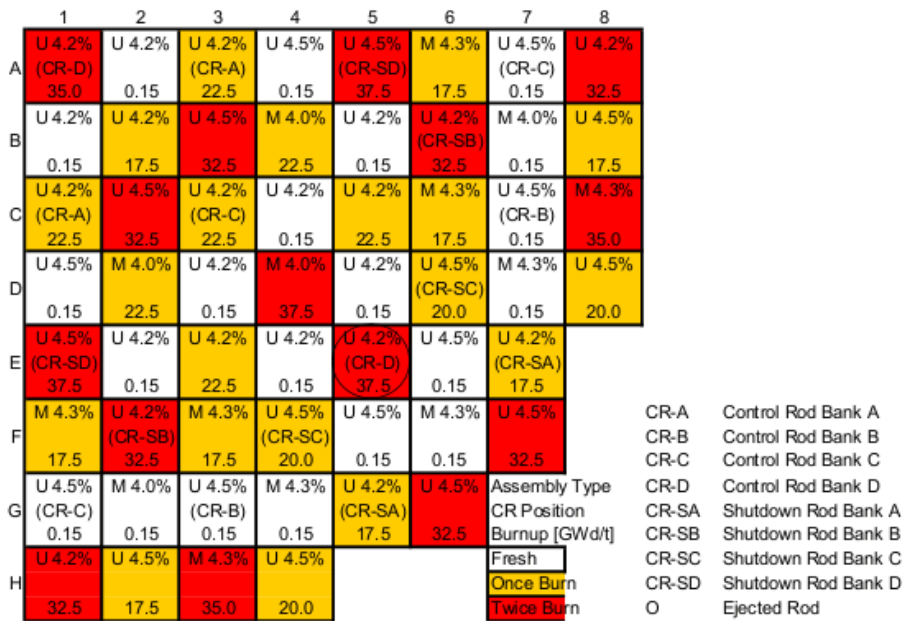 1 2 3 4 5 6 7 8
A U 4.2% U 4.2% U 4.2% U 4.5% U 4.5% M 4.3% U 4.5% U 4.2%
(CR-D) (CR-A) (CR-SD) (CR-C)
35.0 0.15 22.5 0.15 37.5 17.5 0.15 32.5
B U 4.2% U 4.2% U 4.5% M 4.0% U 4.2% U 4.2% M 4.0% U 4.5%
(CR-SB)
0.15 17.5 32.5 22.5 0.15 32.5 0.15 17.5
C U 4.2% U 4.5% U 4.2% U 4.2% U 4.2% M 4.3% U 4.5% M 4.3%
(CR-A) (CR-C) (CR-B)
22.5 32.5 22.5 0.15 22.5 17.5 0.15 35.0
D U 4.5% M 4.0% U 4.2% M 4.0% U 4.2% U 4.5% M 4.3% U 4.5%
(CR-SC)
0.15 22.5 0.15 37.5 0.15 20.0 0.15 20.0
E U 4.5% U 4.2% U 4.2% U 4.2% U 4.2% U 4.5% U 4.2%
(CR-SD) (CR-D) (CR-SA)
37.5 0.15 22.5 0.15 37.5 0.15 17.5
F M 4.3% U 4.2% M 4.3% U 4.5% U 4.5% M 4.3% U 4.5%
(CR-SB) (CR-SC)
17.5 32.5 17.5 20.0 0.15 0.15 32.5
G U 4.5% M 4.0% U 4.5% M 4.3% U 4.2% U 4.5%
(CR-C) (CR-B) (CR-SA)
0.15 0.15 0.15 0.15 17.5 32.5
H U 4.2% U 4.5% M 4.3% U 4.5%
32.5 17.5 35.0 20.0
Assembly Type
CR Position
Burnup [GWd/t]
Fresh
Once Burn
Twice Burn
CR-A Control Rod Bank A
CR-B Control Rod Bank B
CR-C Control Rod Bank C
CR-D Control Rod Bank D
CR-SA Shutdown Rod Bank A
CR-SB Shutdown Rod Bank B
CR-SC Shutdown Rod Bank C
CR-SD Shutdown Rod Bank D
O Ejected Rod